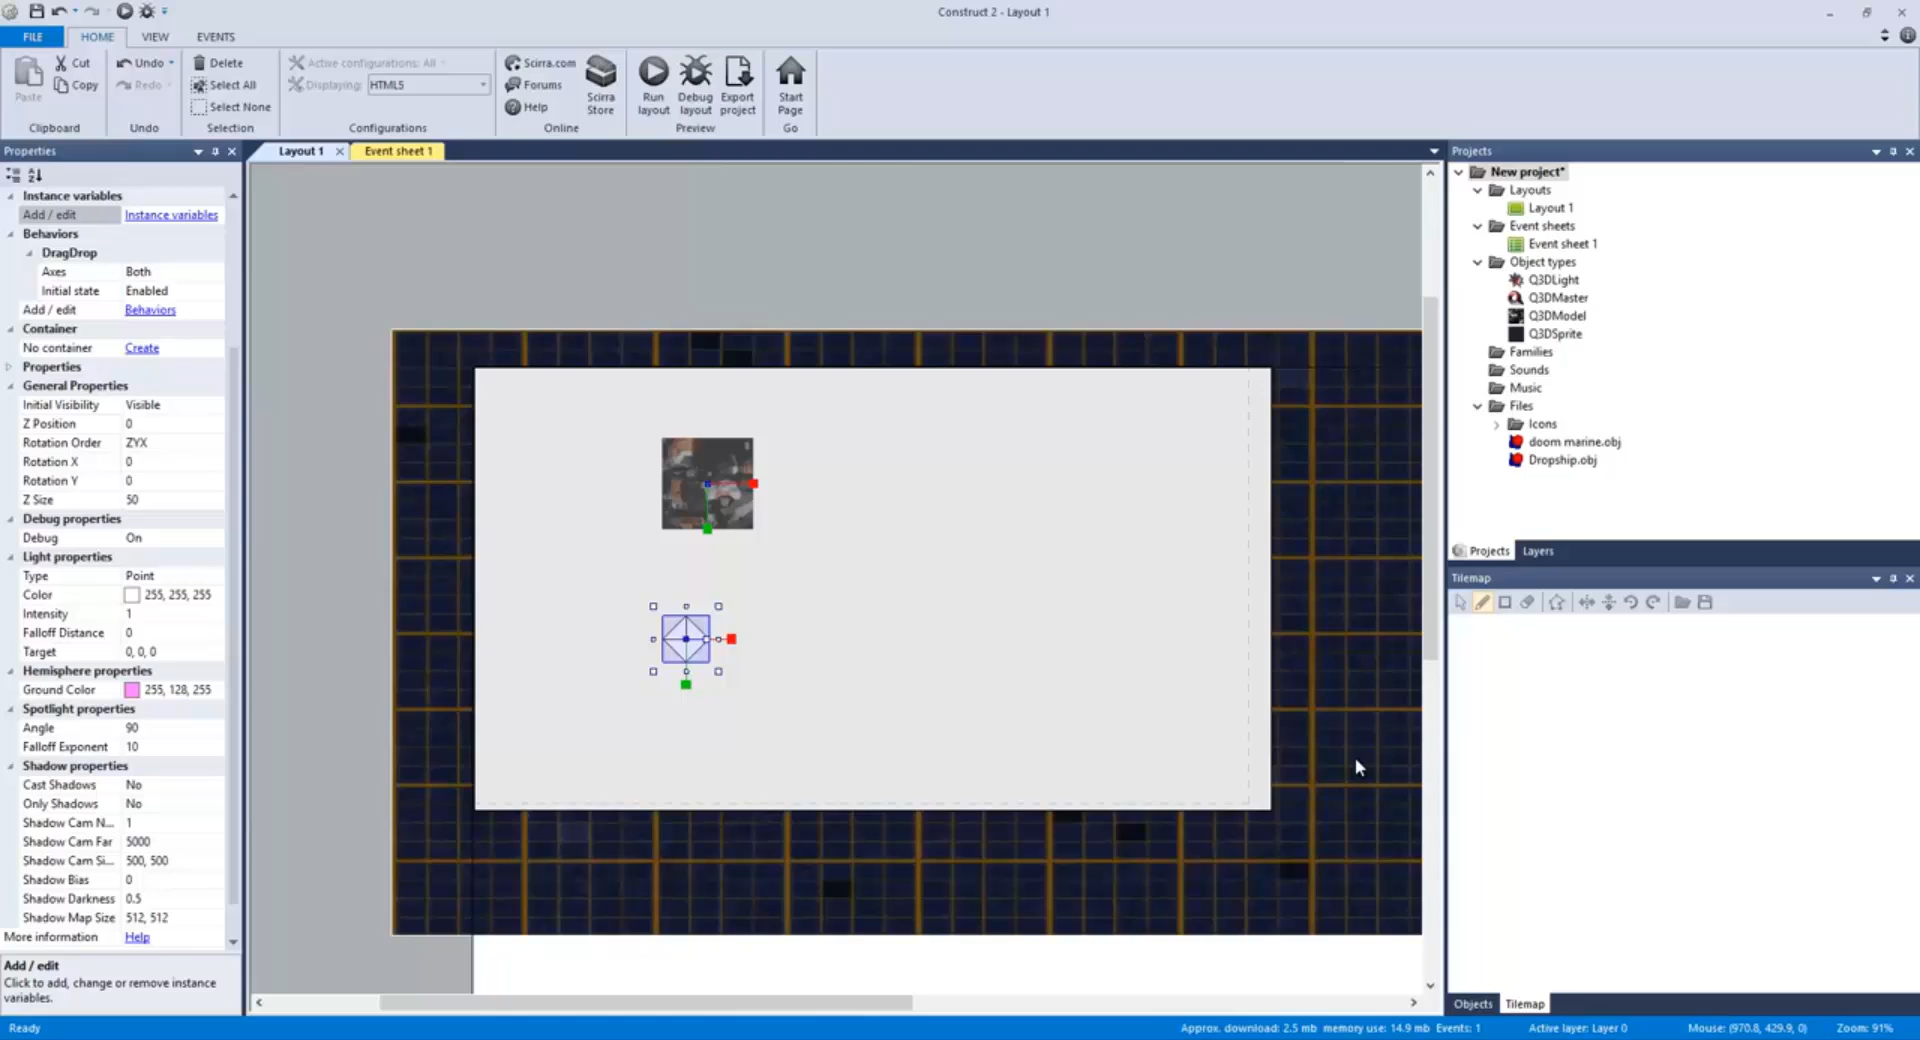 Construct 2 - Layout 1
FILE
HOME
VIEW
EVENTS
Paste
Cut
Copy
Clipboard
Undo
Redo
Undo
Delete
Select All
Select None
Selection
Active configurations: All
Displaying:
HTML5
Configurations
Scirra.com
Forums
Help
Scirra
Store
Online
Run
layout
Debug
layout
Export
project
Preview
Start
Page
Go
Properties
Instance variables
Add / edit Instance variables
Behaviors
DragDrop
Axes Both
Initial state Enabled
Add / edit Behaviors
Container
No container Create
Properties
General Properties
Initial Visibility Visible
Z Position 0
Rotation Order ZYX
Rotation X 0
Rotation Y 0
Z Size 50
Debug properties
Debug On
Light properties
Type Point
Color 255, 255, 255
Intensity 1
Falloff Distance 0
Target 0, 0, 0
Hemisphere properties
Ground Color 255, 128, 255
Spotlight properties
Angle 90
Falloff Exponent 10
Shadow properties
Cast Shadows No
Only Shadows No
Shadow Cam N... 1
Shadow Cam Far 5000
Shadow Cam Si... 500, 500
Shadow Bias 0
Shadow Darkness 0.5
Shadow Map Size 512, 512
More information Help
Add / edit
Click to add, change or remove instance
variables.
Layout 1
Event sheet 1
Projects
New project*
Layouts
Layout 1
Event sheets
Event sheet 1
Object types
Q3DLight
Q3DMaster
Q3DModel
Q3DSprite
Families
Sounds
Music
Files
Icons
doom marine.obj
Dropship.obj
Projects
Layers
Tilemap
Objects
Tilemap
Ready
Approx. download: 2.5 mb memory use: 14.9 mb Events: 1
Active layer: Layer 0
Mouse: (970.8, 429.9, 0)
Zoom: 91%